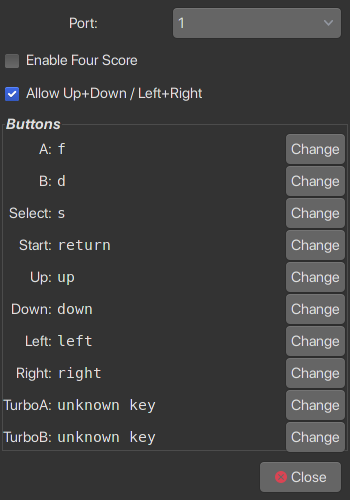 Port: 1
Enable Four Score
Allow Up+Down / Left+Right
Buttons
A: f Change
B: d Change
Select: s Change
Start: return Change
Up: up Change
Down: down Change
Left: left Change
Right: right Change
TurboA: unknown key Change
TurboB: unknown key Change
Close